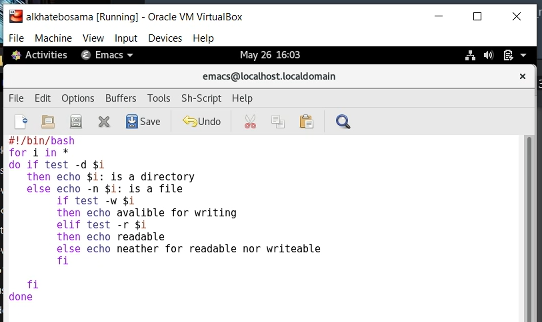 alkhatebosama [Running] - Oracle VM VirtualBox
File Machine View Input Devices Help
Activities Emacs May 26 16:03
emacs@localhost.localdomain
File Edit Options Buffers Tools Sh-Script Help
Save Undo
#!/bin/bash
for i in *
do if test -d $i
then echo $i: is a directory
else echo -n $i: is a file
if test -w $i
then echo avalible for writing
elif test -r $i
then echo readable
else echo neather for readable nor writeable
fi
fi
done